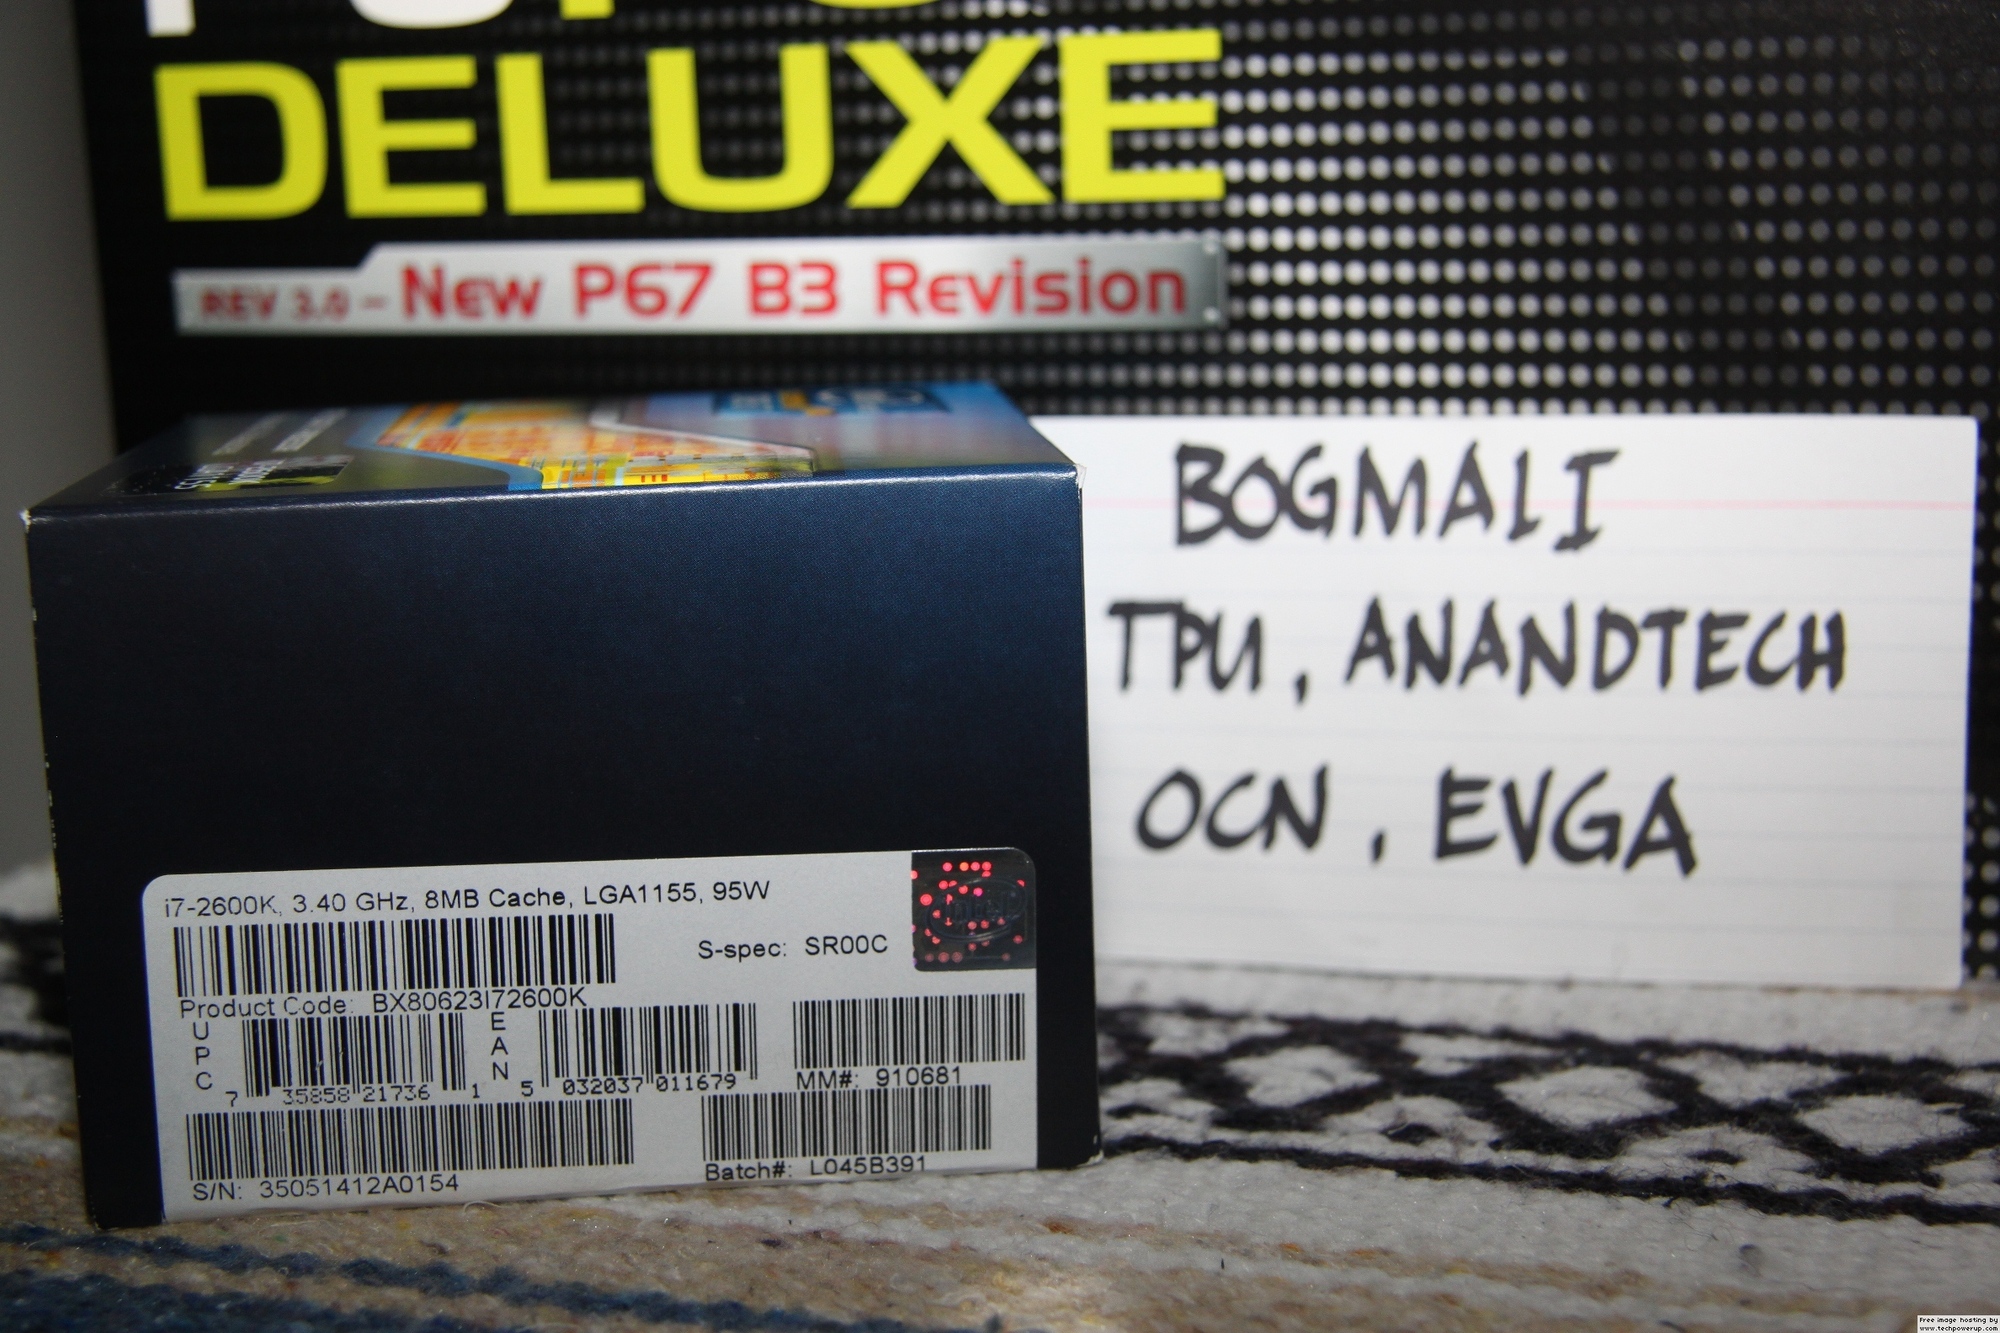 DELUXE
REV 3.0 – New P67 B3 Revision
BOGMALI
TPU, ANANDTECH
OCN, EVGA
i7-2600K, 3.40 GHz, 8MB Cache, LGA1155, 95W
S-spec: SR00C
Product Code: BX80623I72600K
UPC
7 35858 21736 1
EAN
5 032037 011679
MM#: 910681
S/N: 35051412A0154
Batch#: L045B391
Free image hosting by
www.techpowerup.com